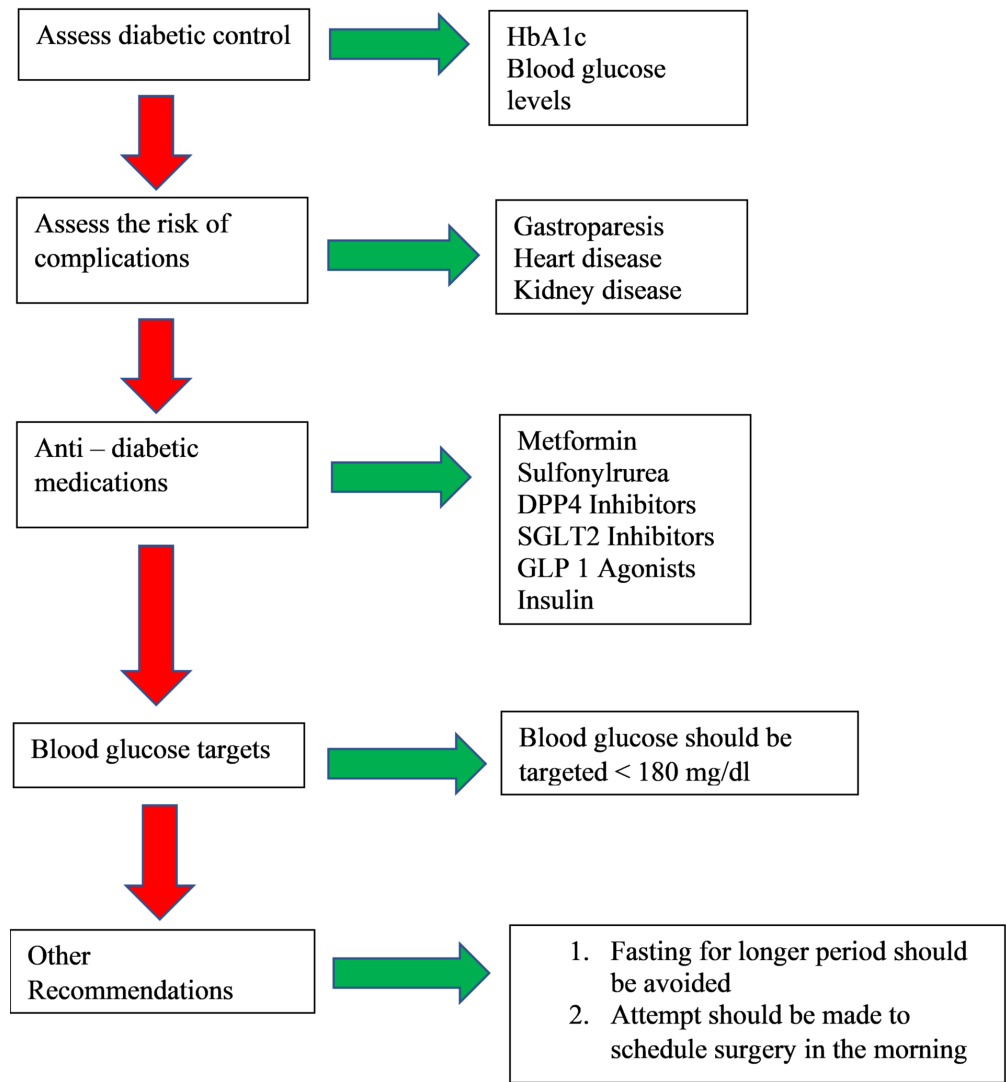 Assess diabetic control
HbA1c
Blood glucose
levels
Assess the risk of
complications
Gastroparesis
Heart disease
Kidney disease
Anti – diabetic
medications
Metformin
Sulfonylrurea
DPP4 Inhibitors
SGLT2 Inhibitors
GLP 1 Agonists
Insulin
Blood glucose targets
Blood glucose should be
targeted < 180 mg/dl
Other
Recommendations
1. Fasting for longer period should
be avoided
2. Attempt should be made to
schedule surgery in the morning